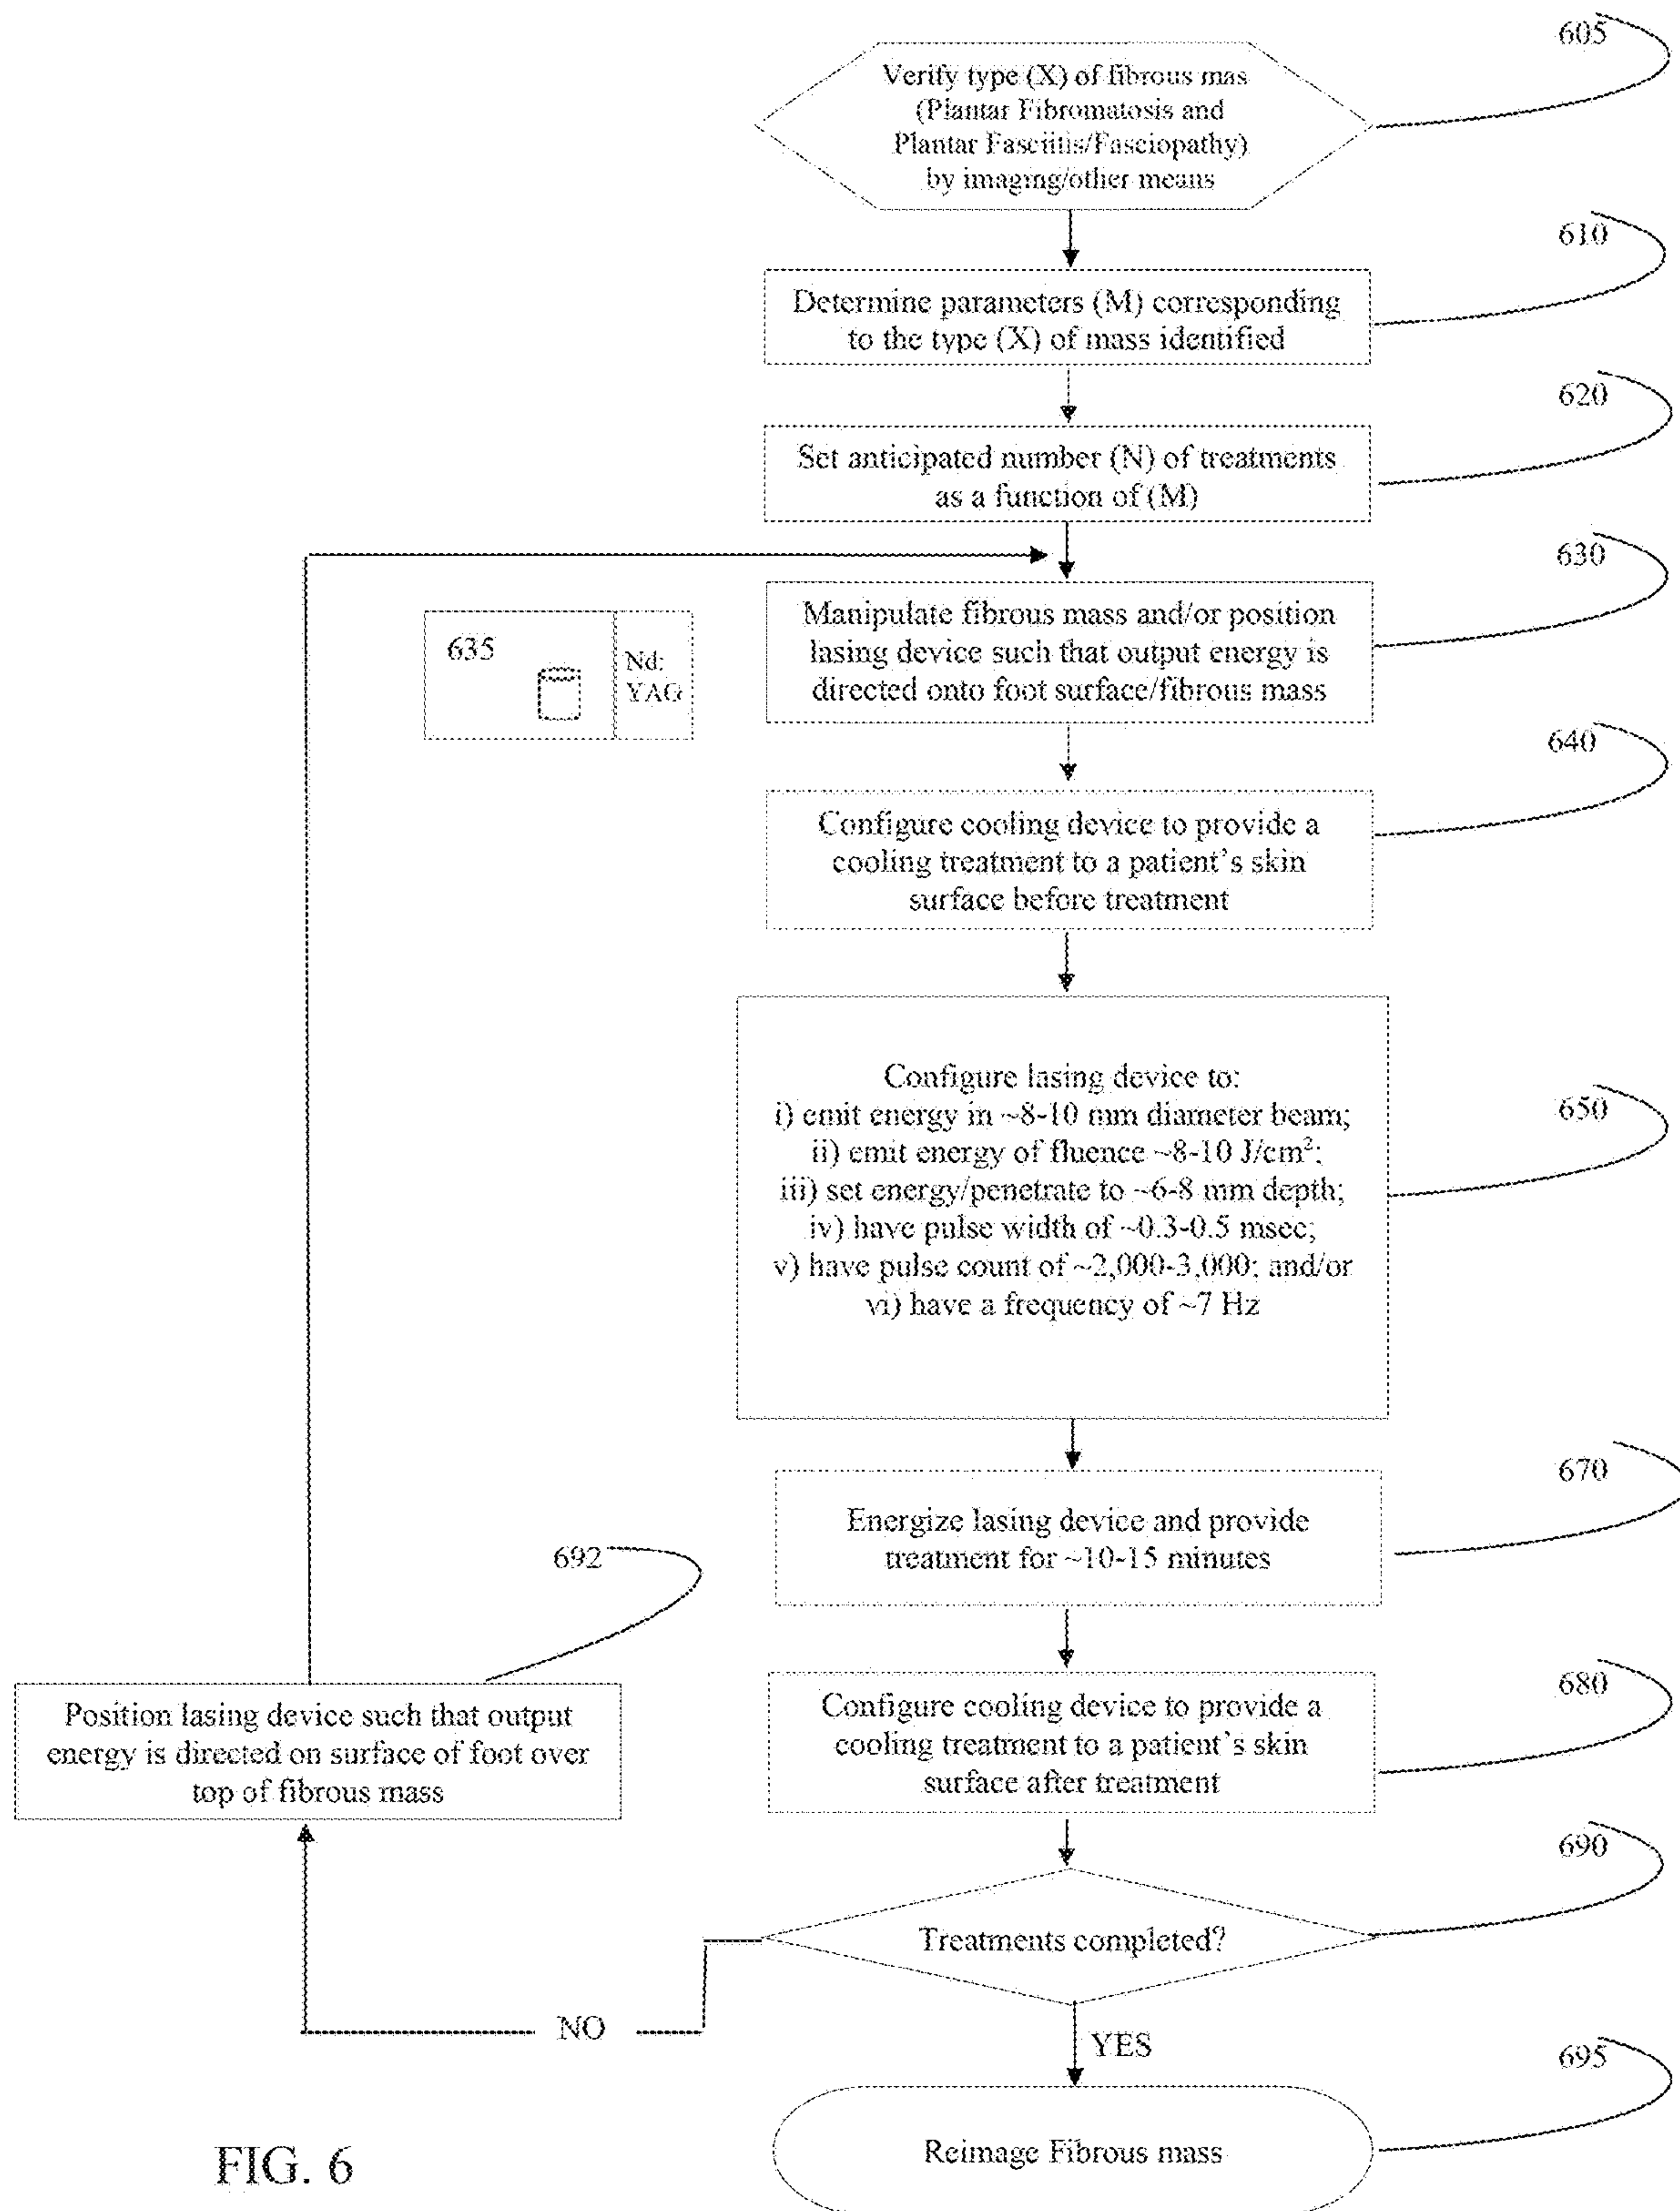 605
Verify type (X) of fibrous mas
(Plantar Fibromatosis and
Plantar Fasciitis/Fasciopathy)
by imaging/other means
610
Determine parameters (M) corresponding
to the type (X) of mass identified
620
Set anticipated number (N) of treatments
as a function of (M)
630
Manipulate fibrous mass and/or position
lasing device such that output energy is
directed onto foot surface/fibrous mass
635
Nd:
YAG
640
Configure cooling device to provide a
cooling treatment to a patient's skin
surface before treatment
650
Configure lasing device to:
i) emit energy in ~8-10 mm diameter beam;
ii) emit energy of fluence ~8-10 J/cm²;
iii) set energy/penetrate to ~6-8 mm depth;
iv) have pulse width of ~0.3-0.5 msec;
v) have pulse count of ~2,000-3,000; and/or
vi) have a frequency of ~7 Hz
670
Energize lasing device and provide
treatment for ~10-15 minutes
680
Configure cooling device to provide a
cooling treatment to a patient's skin
surface after treatment
692
Position lasing device such that output
energy is directed on surface of foot over
top of fibrous mass
690
Treatments completed?
NO
YES
695
Reimage Fibrous mass
FIG. 6